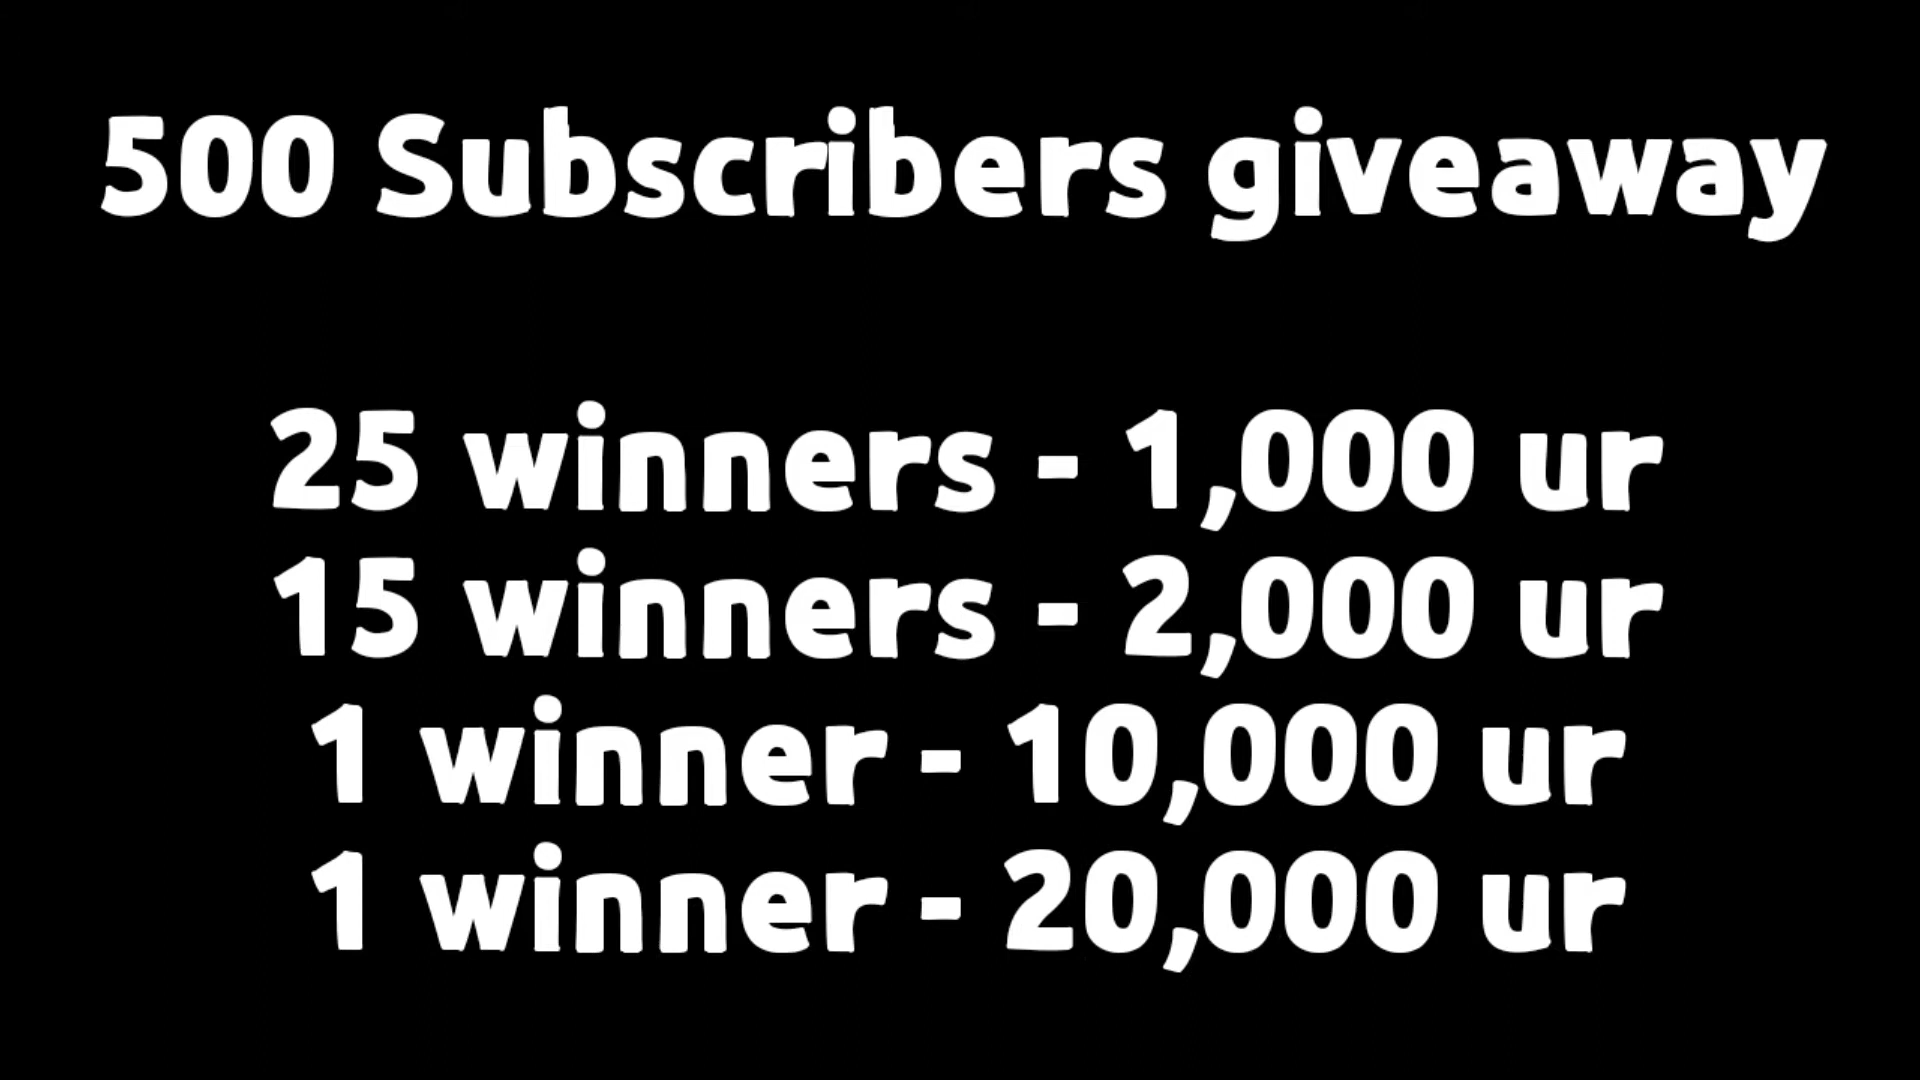 500 Subscribers giveaway
25 winners - 1,000 ur
15 winners - 2,000 ur
1 winner - 10,000 ur
1 winner - 20,000 ur